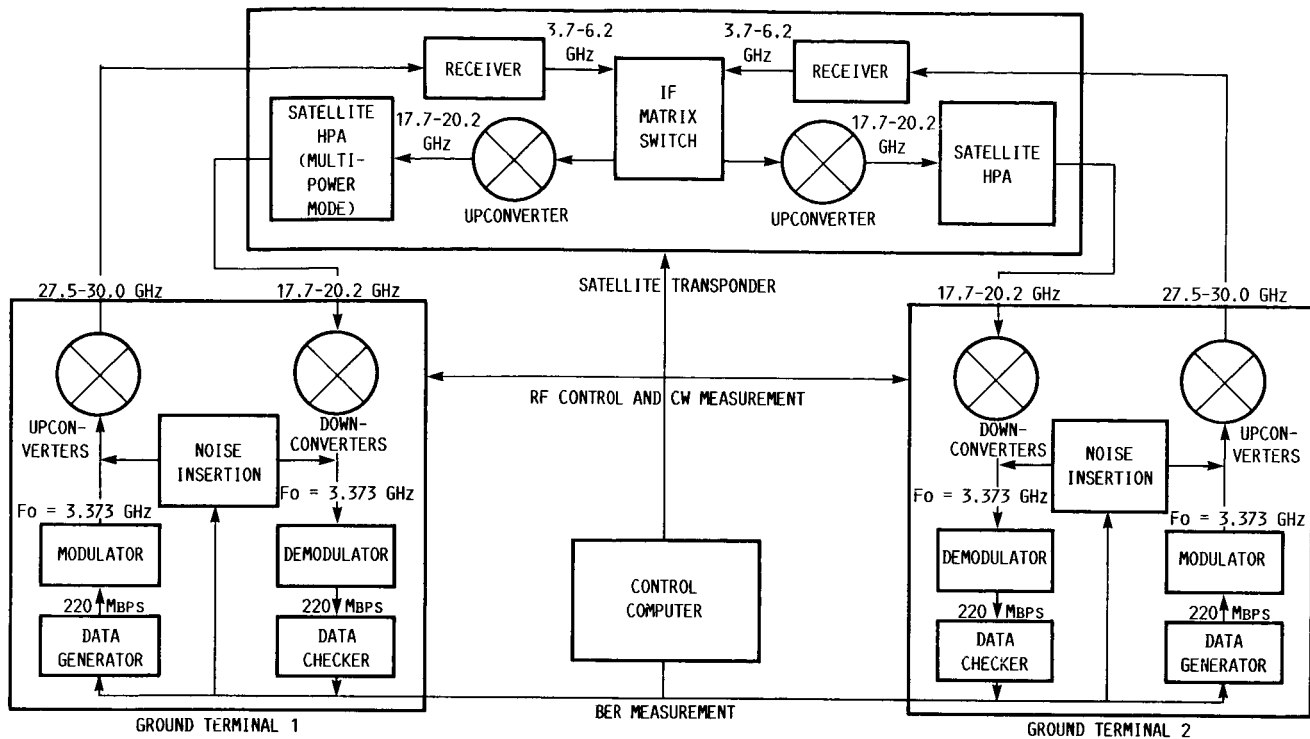 3.7-6.2
GHz
3.7-6.2
GHz
RECEIVER
IF
MATRIX
SWITCH
RECEIVER
SATELLITE
HPA
(MULTI-
POWER
MODE)
17.7-20.2
GHz
UPCONVERTER
17.7-20.2
GHz
UPCONVERTER
SATELLITE
HPA
SATELLITE TRANSPONDER
27.5-30.0 GHz
17.7-20.2 GHz
17.7-20.2 GHz
27.5-30.0 GHz
RF CONTROL AND CW MEASUREMENT
UPCON-
VERTERS
DOWN-
CONVERTERS
NOISE
INSERTION
Fo = 3.373 GHz
Fo = 3.373 GHz
MODULATOR
DEMODULATOR
220 MBPS
220 MBPS
DATA
GENERATOR
DATA
CHECKER
GROUND TERMINAL 1
CONTROL
COMPUTER
BER MEASUREMENT
DOWN-
CONVERTERS
UPCON-
VERTERS
NOISE
INSERTION
Fo = 3.373 GHz
Fo = 3.373 GHz
DEMODULATOR
MODULATOR
220 MBPS
220 MBPS
DATA
CHECKER
DATA
GENERATOR
GROUND TERMINAL 2